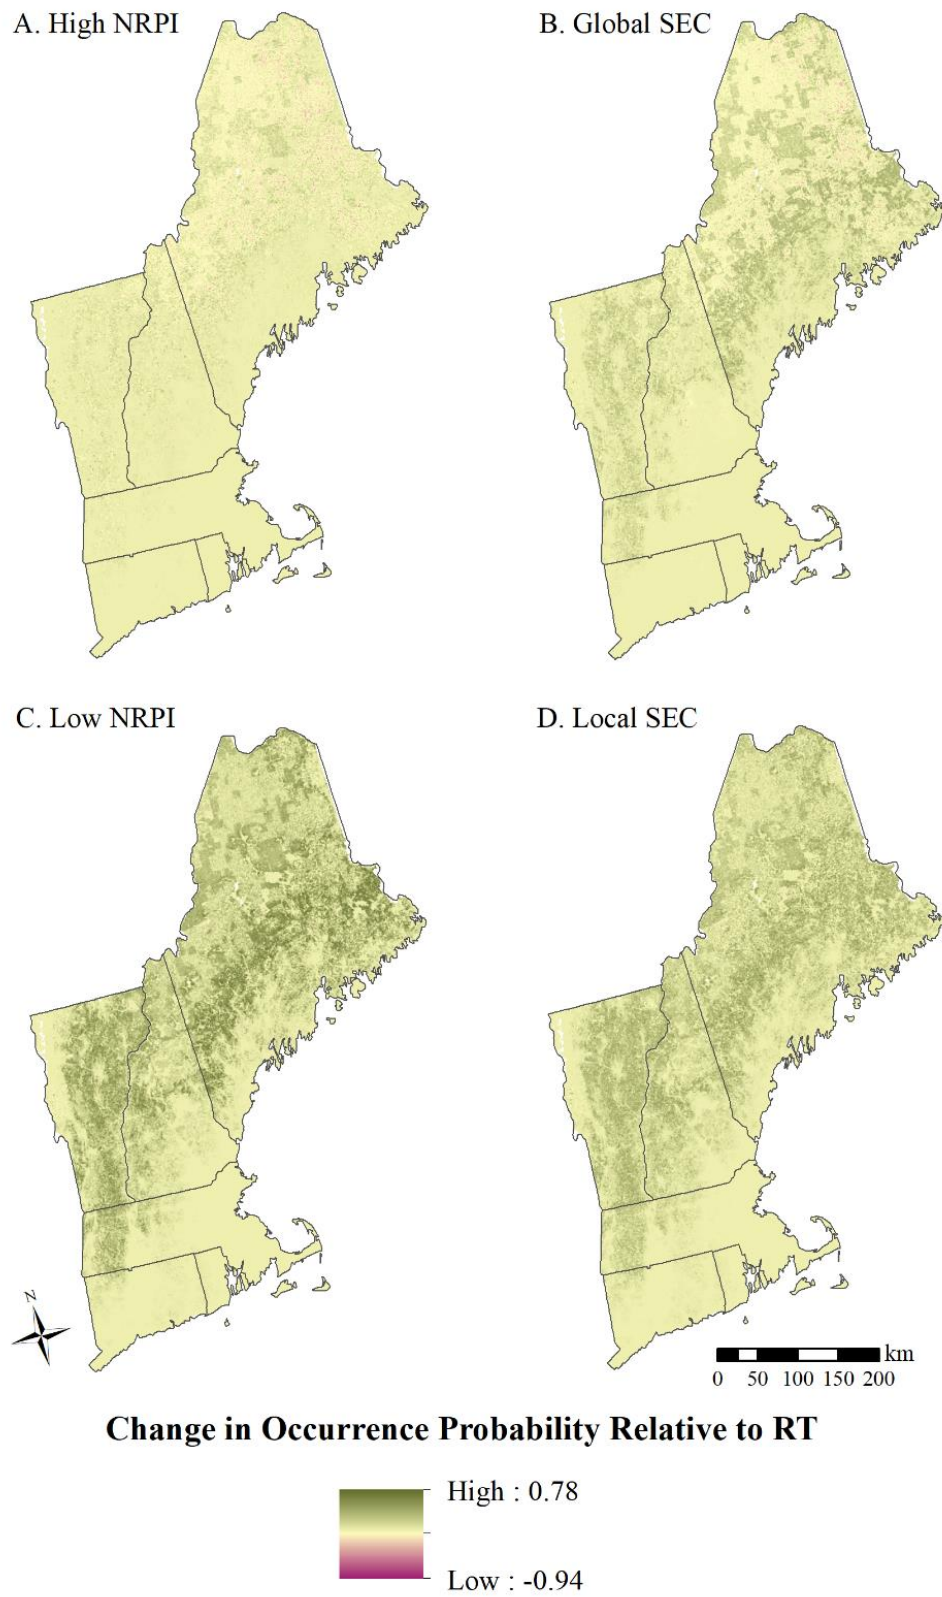 A. High NRPI
B. Global SEC
C. Low NRPI
D. Local SEC
N
km
0 50 100 150 200
Change in Occurrence Probability Relative to RT
High : 0.78
Low : -0.94